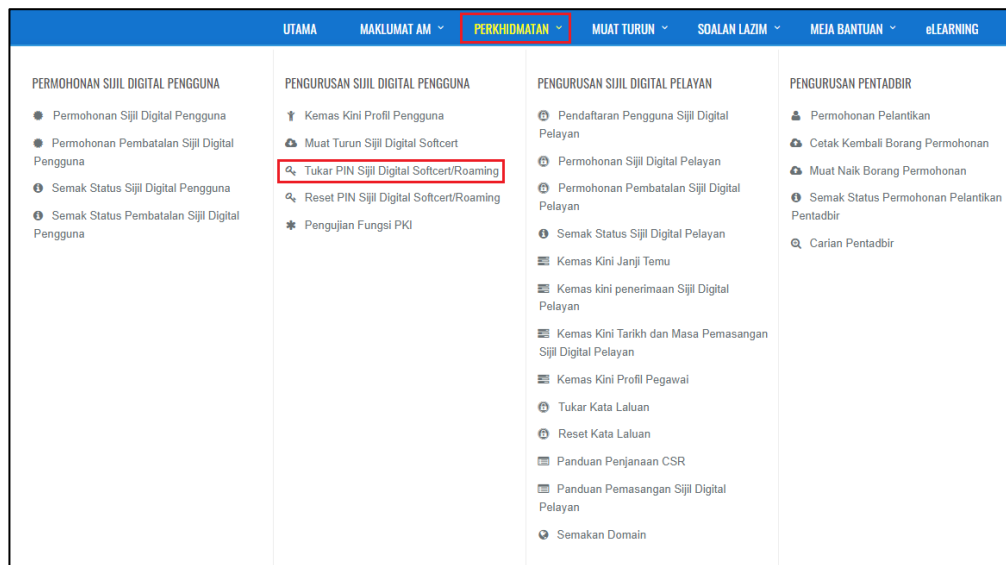 UTAMA MAKLUMAT AM PERKHIDMATAN MUAT TURUN SOALAN LAZIM MEJA BANTUAN eLEARNING
PERMOHONAN SIJIL DIGITAL PENGGUNA
Permohonan Sijil Digital Pengguna
Permohonan Pembatalan Sijil Digital
Pengguna
Semak Status Sijil Digital Pengguna
Semak Status Pembatalan Sijil Digital
Pengguna
PENGURUSAN SIJIL DIGITAL PENGGUNA
Kemas Kini Profil Pengguna
Muat Turun Sijil Digital Softcert
Tukar PIN Sijil Digital Softcert/Roaming
Reset PIN Sijil Digital Softcert/Roaming
Pengujian Fungsi PKI
PENGURUSAN SIJIL DIGITAL PELAYAN
Pendaftaran Pengguna Sijil Digital
Pelayan
Permohonan Sijil Digital Pelayan
Permohonan Pembatalan Sijil Digital
Pelayan
Semak Status Sijil Digital Pelayan
Kemas Kini Janji Temu
Kemas kini penerimaan Sijil Digital
Pelayan
Kemas Kini Tarikh dan Masa Pemasangan
Sijil Digital Pelayan
Kemas Kini Profil Pegawai
Tukar Kata Laluan
Reset Kata Laluan
Panduan Penjanaan CSR
Panduan Pemasangan Sijil Digital
Pelayan
Semakan Domain
PENGURUSAN PENTADBIR
Permohonan Pelantikan
Cetak Kembali Borang Permohonan
Muat Naik Borang Permohonan
Semak Status Permohonan Pelantikan
Pentadbir
Carian Pentadbir